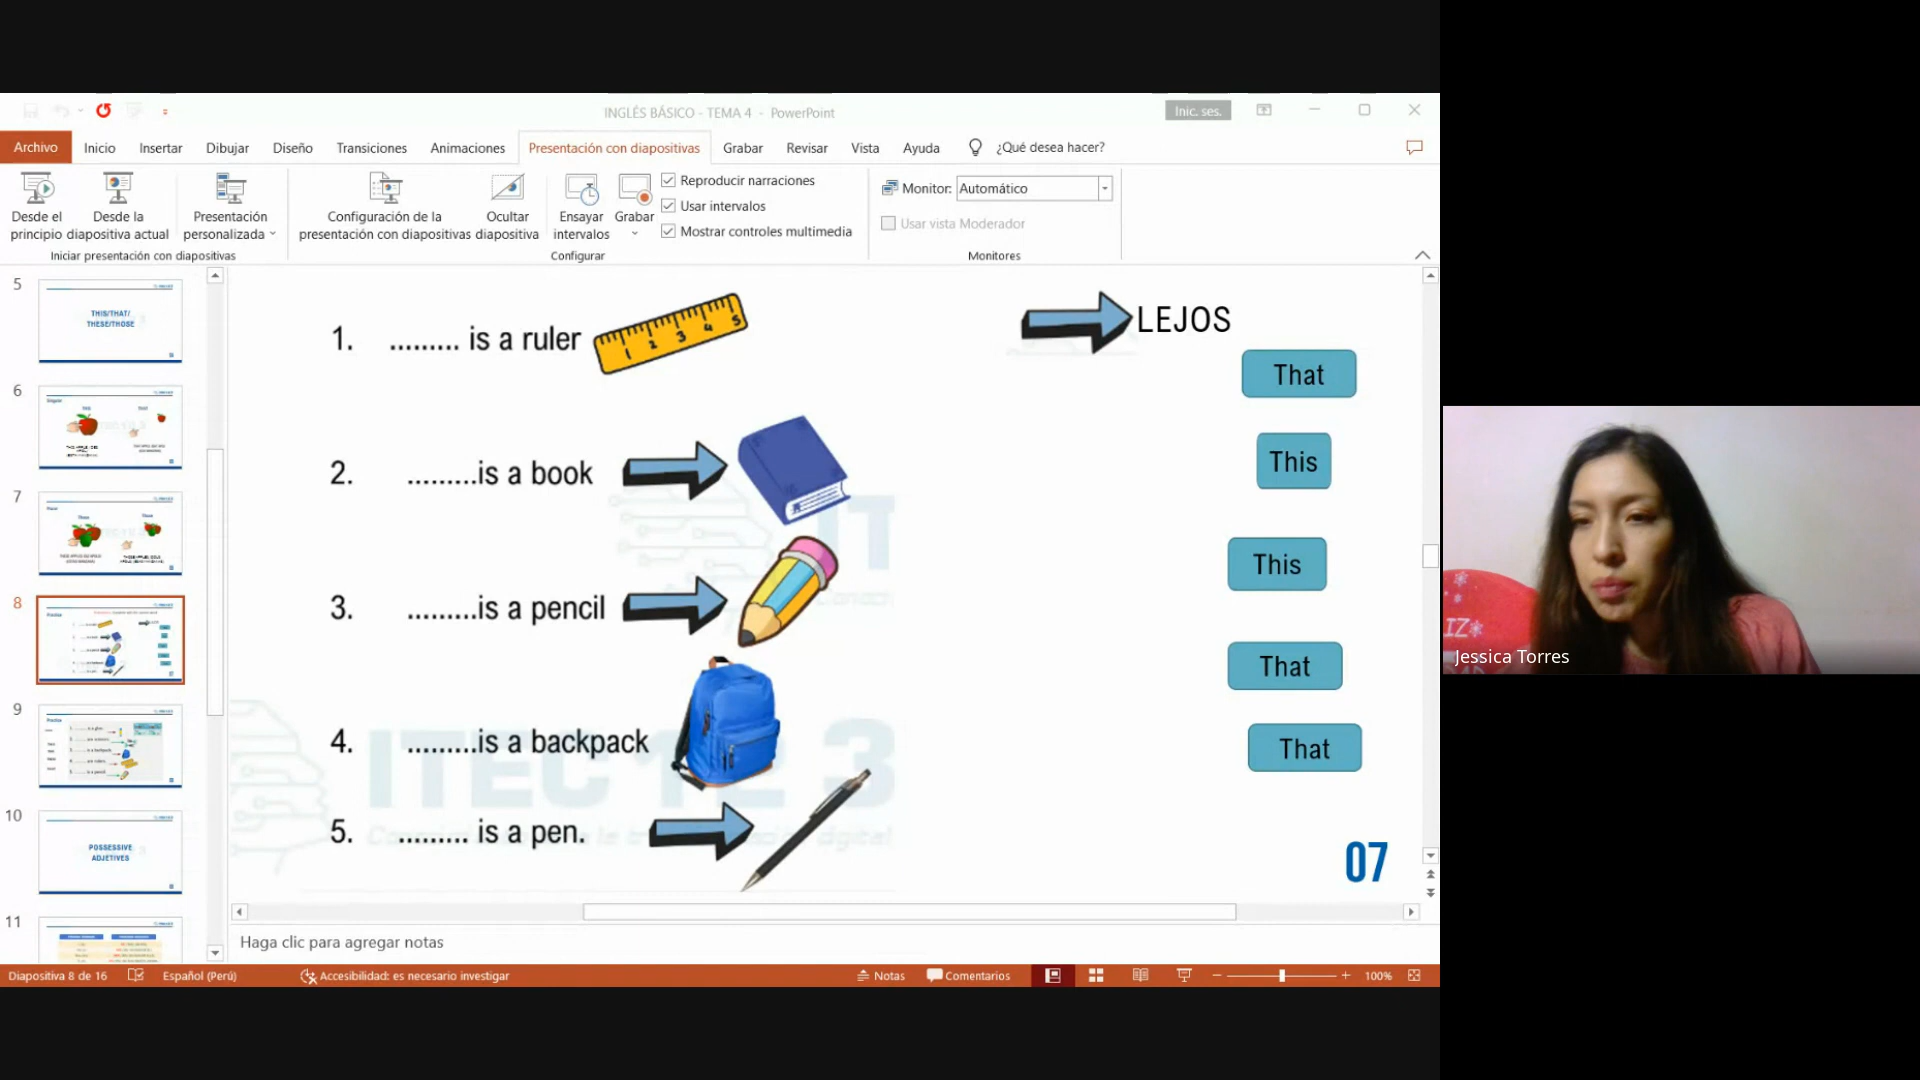 INGLÉS BÁSICO - TEMA 4 - PowerPoint
Inic. ses.
Archivo
Inicio
Insertar
Dibujar
Diseño
Transiciones
Animaciones
Presentación con diapositivas
Grabar
Revisar
Vista
Ayuda
¿Qué desea hacer?
Desde el
principio
Desde la
diapositiva actual
Presentación
personalizada
Iniciar presentación con diapositivas
Configuración de la
presentación con diapositivas
Ocultar
diapositiva
Ensayar
intervalos
Grabar
Reproducir narraciones
Usar intervalos
Mostrar controles multimedia
Configurar
Monitor: Automático
Usar vista Moderador
Monitores
5
THIS/THAT/
THESE/THOSE
6
7
8
9
10
POSSESSIVE
ADJETIVES
11
1. ......... is a ruler
1 2 3 4 5
2. .........is a book
3. .........is a pencil
4. .........is a backpack
5. ......... is a pen.
LEJOS
That
This
This
That
That
07
Haga clic para agregar notas
Diapositiva 8 de 16
Español (Perú)
Accesibilidad: es necesario investigar
Notas
Comentarios
100%
Jessica Torres